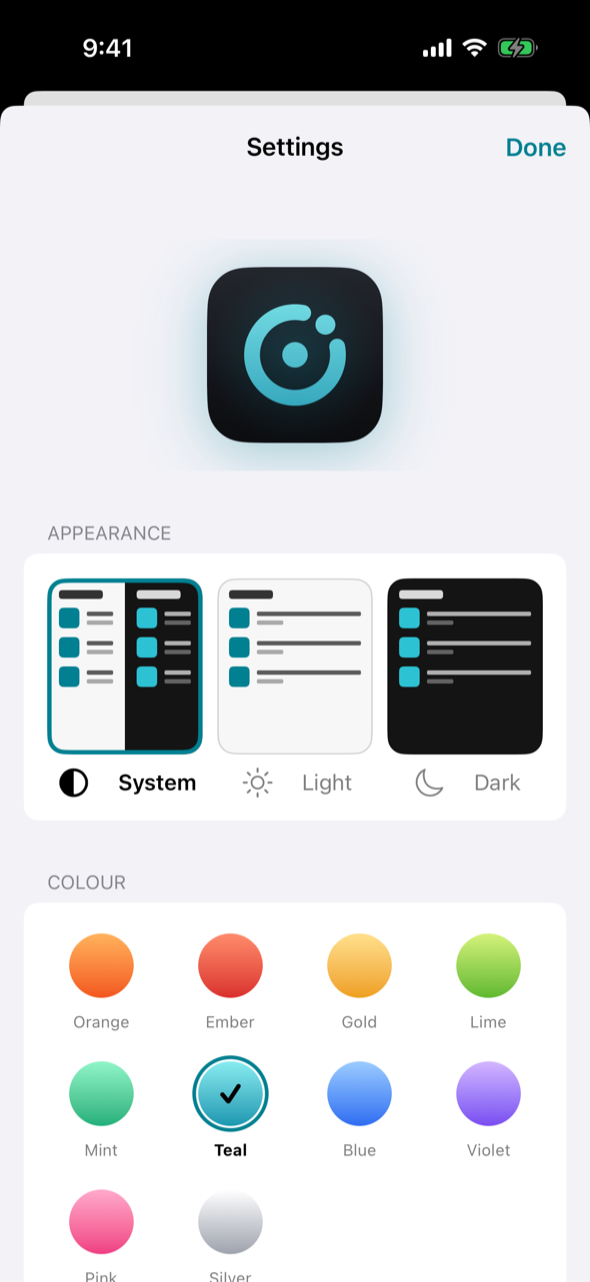 9:41
Settings
Done
APPEARANCE
System
Light
Dark
COLOUR
Orange
Ember
Gold
Lime
Mint
Teal
Blue
Violet
Pink
Silver